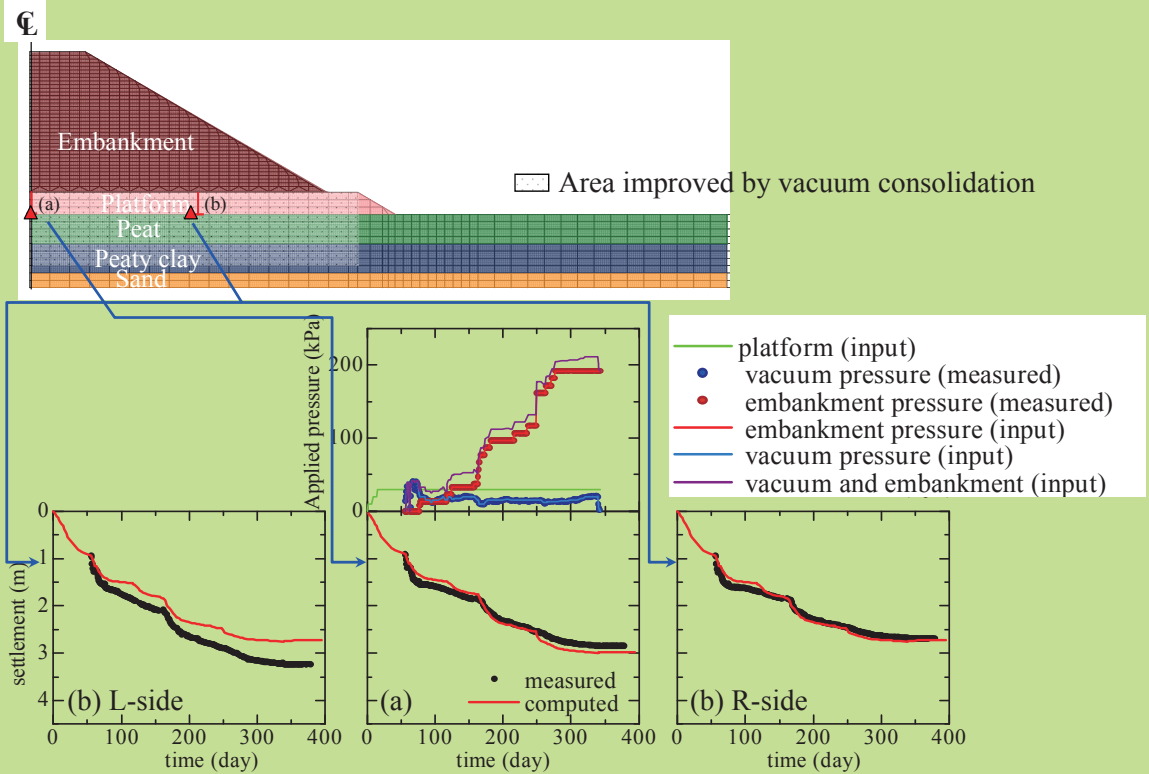 ℄
Embankment
Area improved by vacuum consolidation
(a)
Platform
(b)
Peat
Peaty clay
Sand
Applied pressure (kPa)
200
100
0
platform (input)
vacuum pressure (measured)
embankment pressure (measured)
embankment pressure (input)
vacuum pressure (input)
vacuum and embankment (input)
settlement (m)
0
1
2
3
4
(b) L-side
0 100 200 300 400
time (day)
measured
computed
(a)
0 100 200 300 400
time (day)
(b) R-side
0 100 200 300 400
time (day)